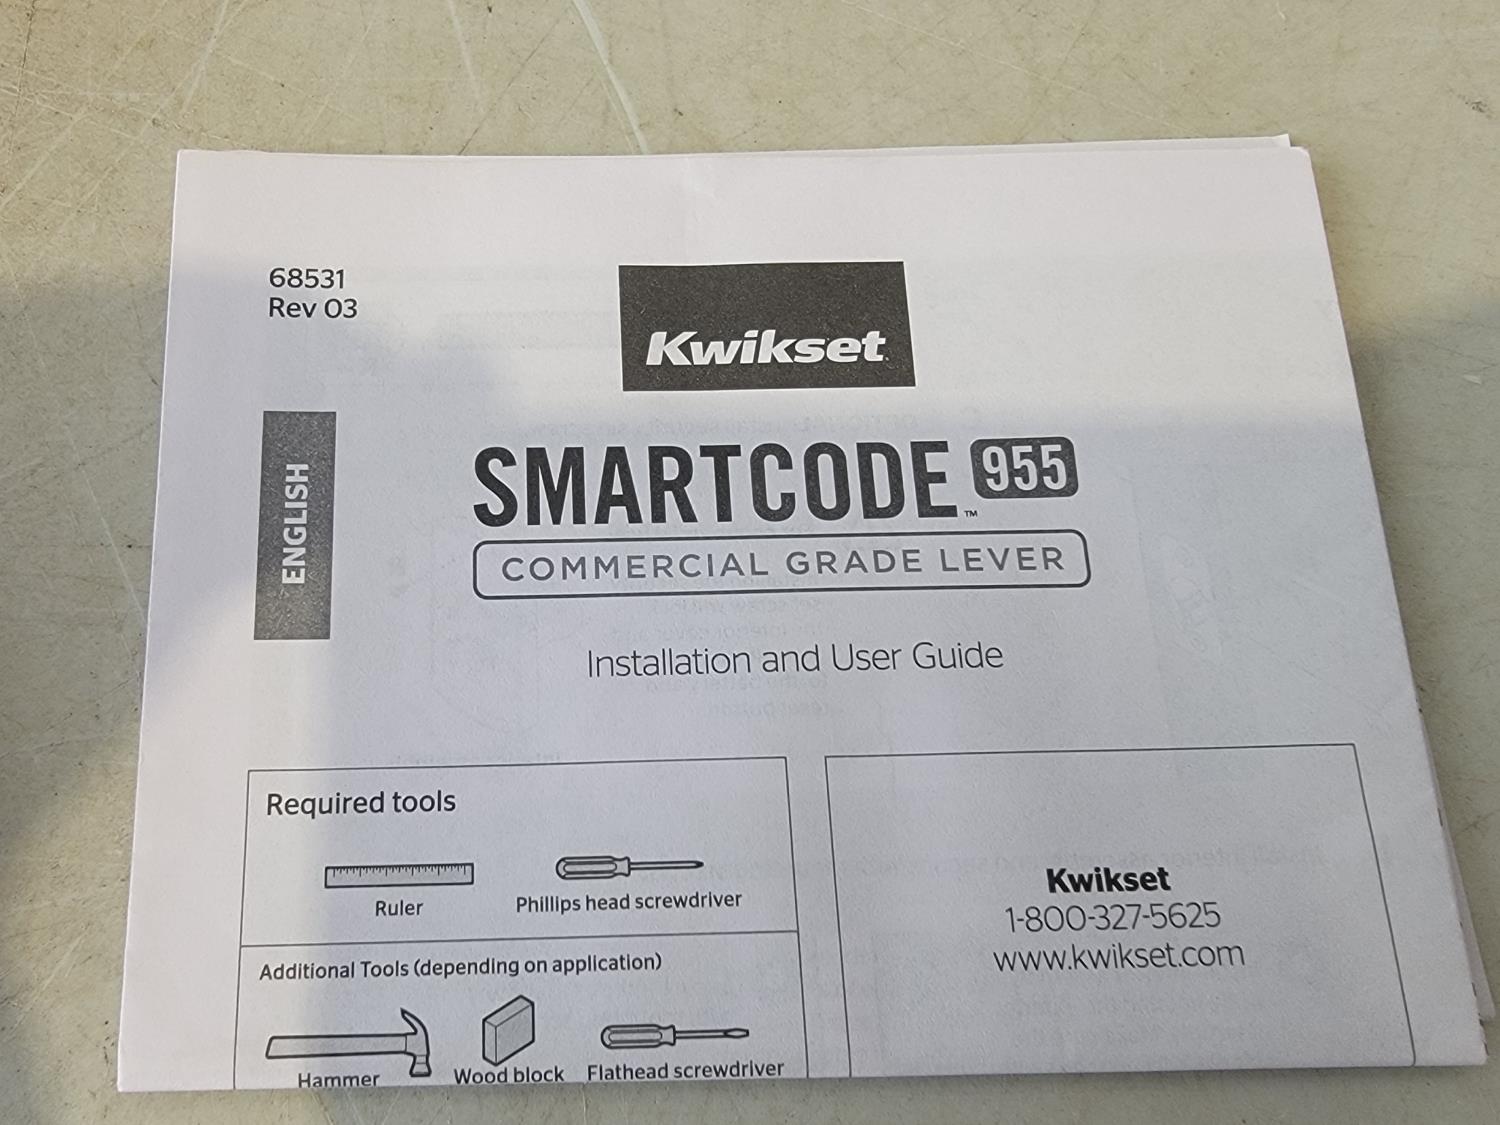 68531
Rev 03
Kwikset
ENGLISH
SMARTCODE™ 955
COMMERCIAL GRADE LEVER
Installation and User Guide
Required tools
Ruler
Phillips head screwdriver
Additional Tools (depending on application)
Hammer
Wood block
Flathead screwdriver
Kwikset
1-800-327-5625
www.kwikset.com